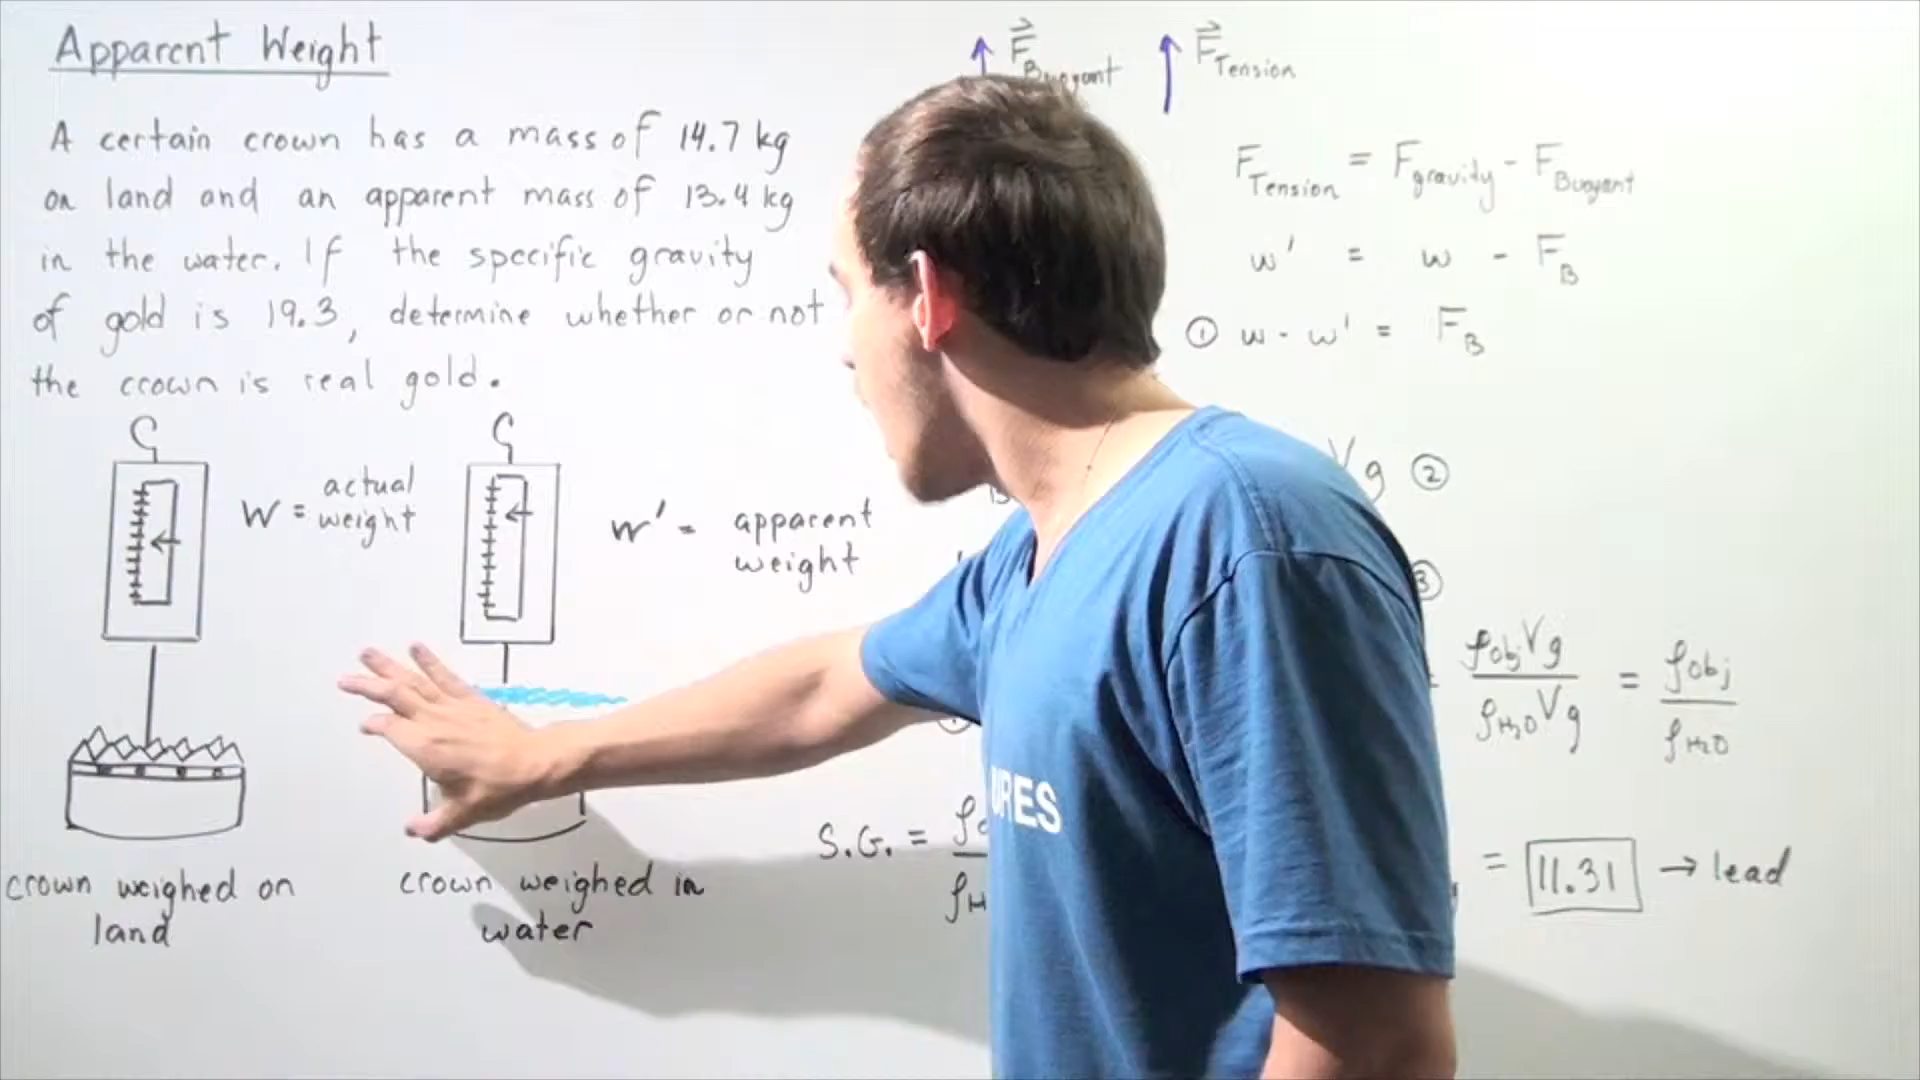 Apparent Weight
A certain crown has a mass of 14.7 kg
on land and an apparent mass of 13.4 kg
in the water. If the specific gravity
of gold is 19.3, determine whether or not
the crown is real gold.
W = actual weight
w' = apparent weight
crown weighed on
land
crown weighed in
water
F Buoyant
F Tension
F Tension = F gravity - F Buoyant
w' = w - F B
① w - w' = F B
V g ②
③
= ρobj V g / ρH2O V g = ρobj / ρH2O
S.G. = ρ
ρH
= 11.31 → lead
URES